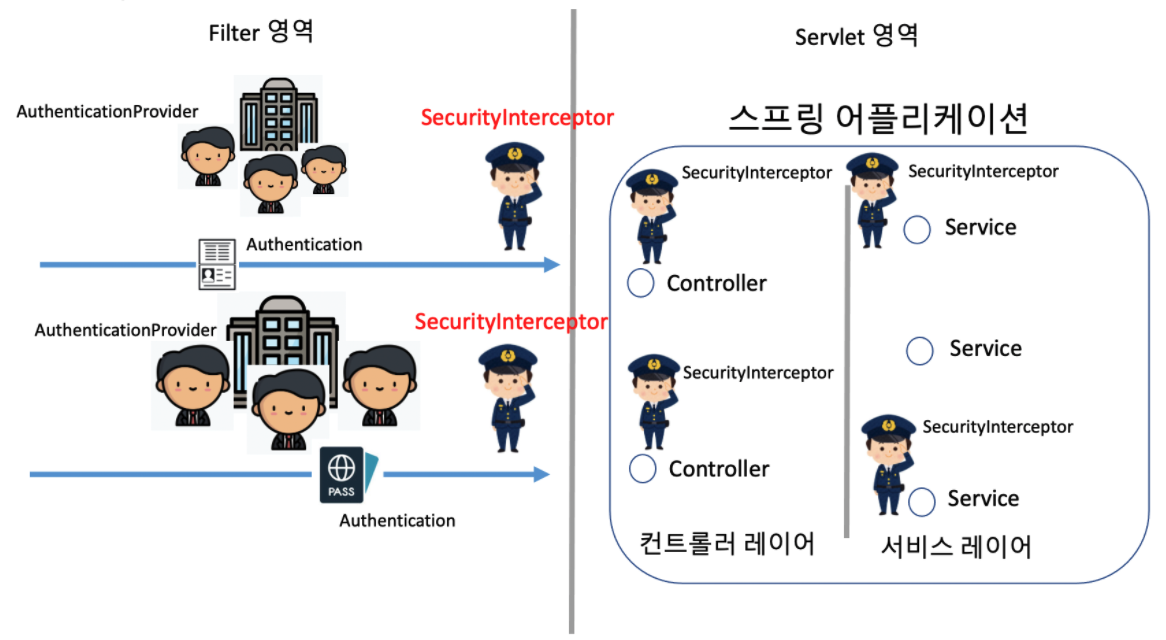 Filter 영역
Servlet 영역
AuthenticationProvider
SecurityInterceptor
Authentication
AuthenticationProvider
SecurityInterceptor
PASS
Authentication
스프링 어플리케이션
SecurityInterceptor
Controller
SecurityInterceptor
Controller
컨트롤러 레이어
SecurityInterceptor
Service
Service
SecurityInterceptor
Service
서비스 레이어